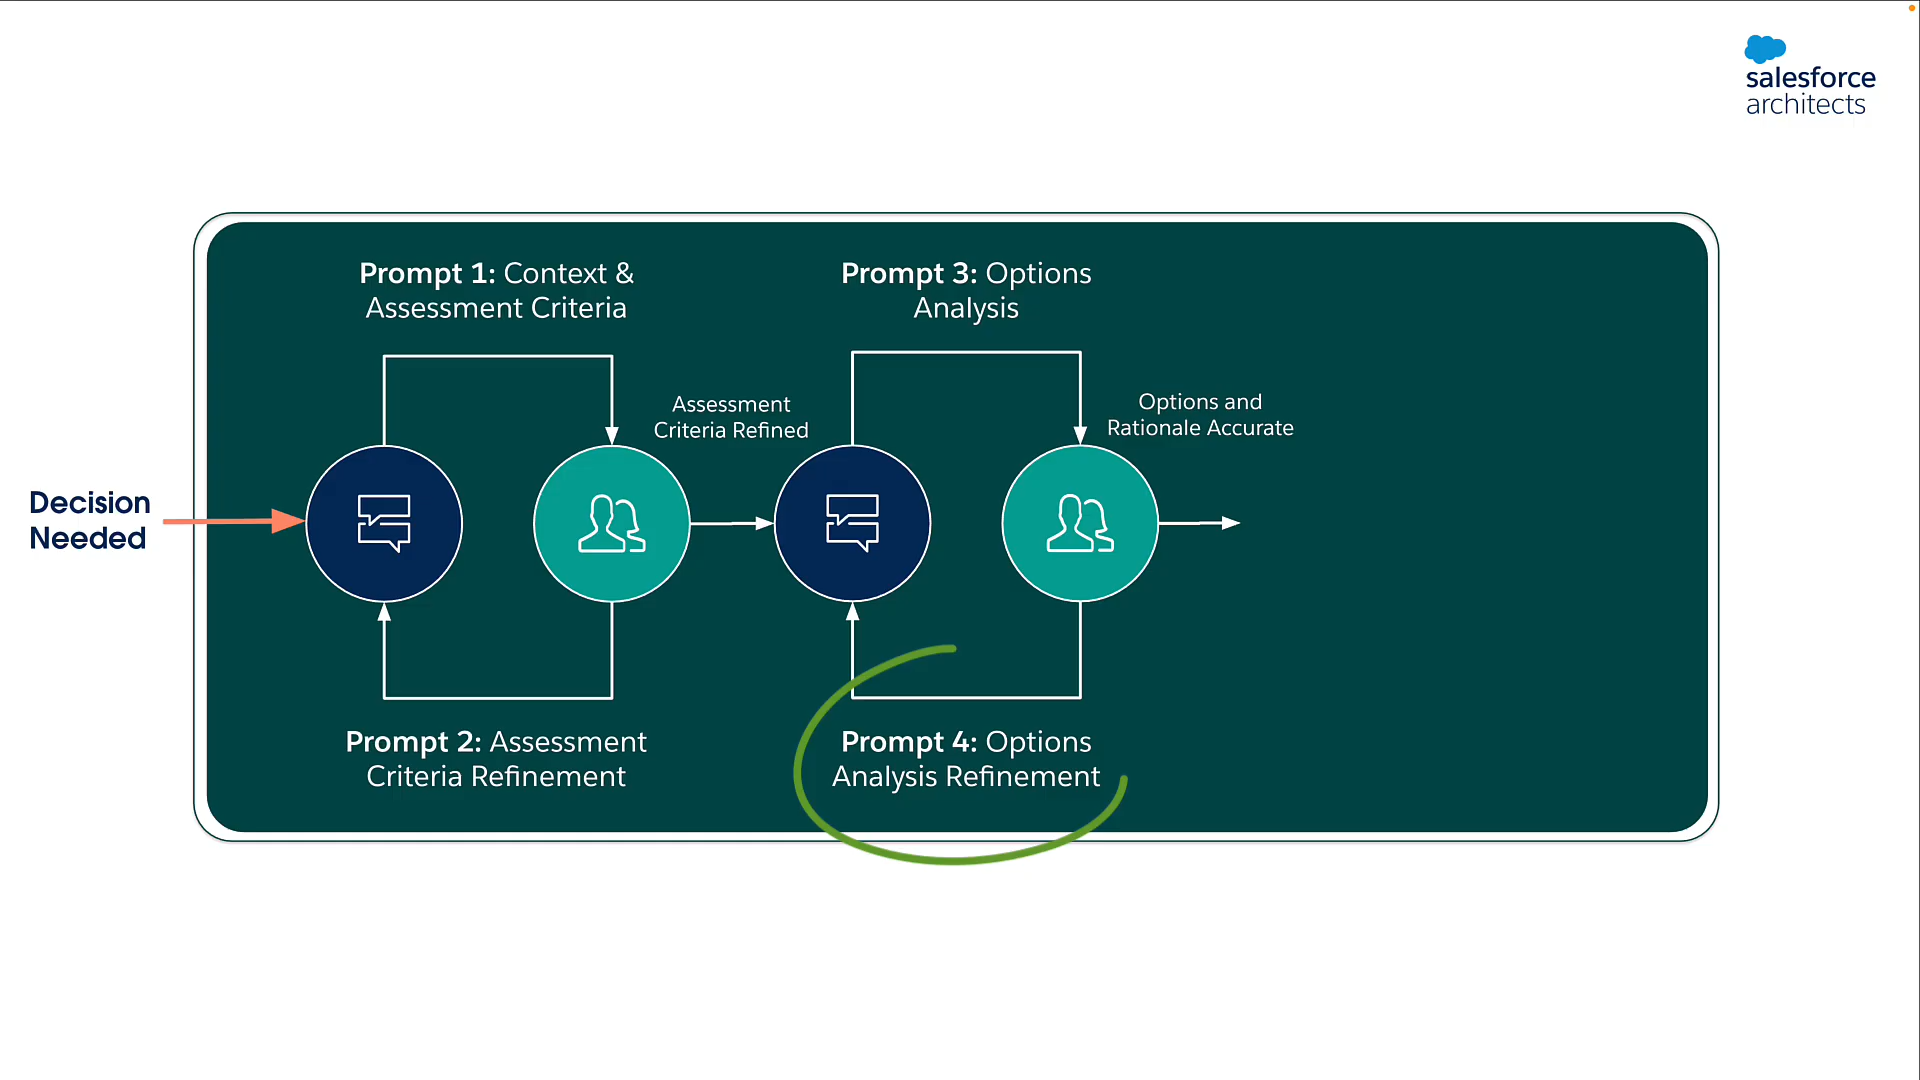 salesforce
architects
Prompt 1: Context &
Assessment Criteria
Prompt 3: Options
Analysis
Assessment
Criteria Refined
Options and
Rationale Accurate
Decision
Needed
Prompt 2: Assessment
Criteria Refinement
Prompt 4: Options
Analysis Refinement